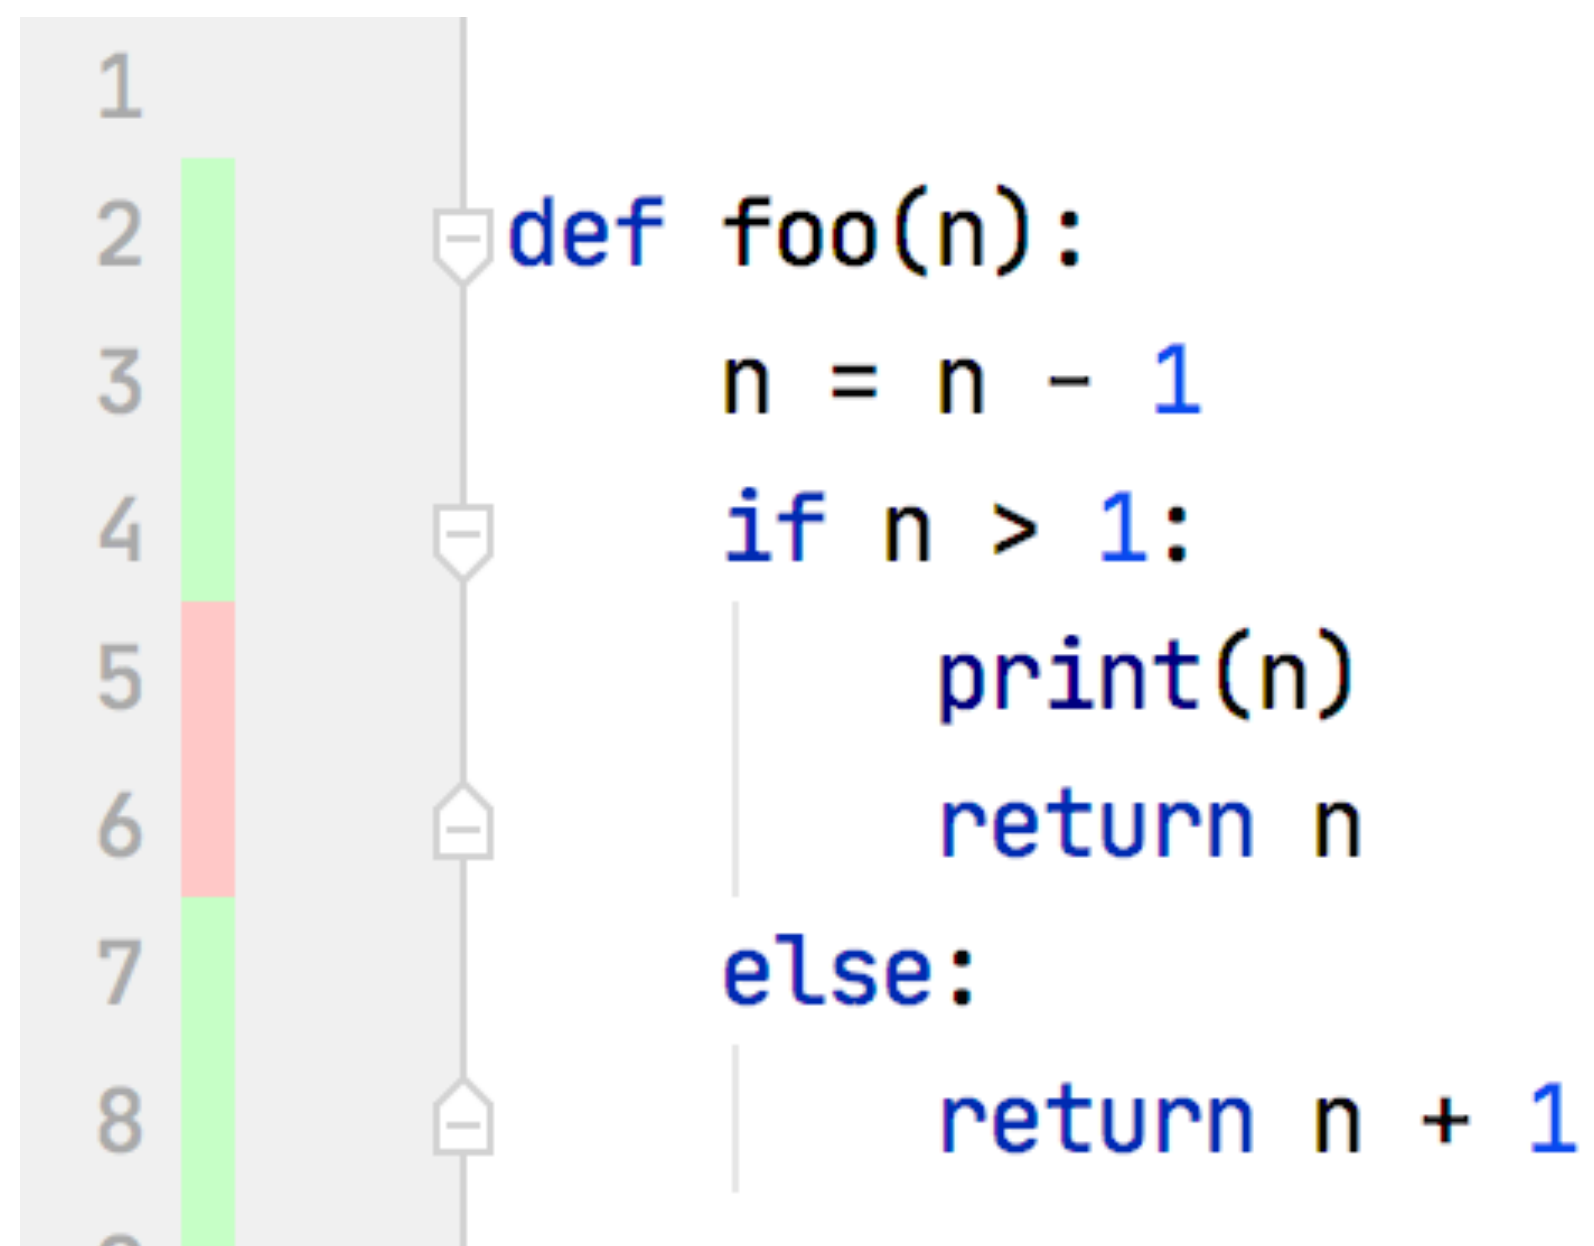 1
2 def foo(n):
3     n = n - 1
4     if n > 1:
5         print(n)
6         return n
7     else:
8         return n + 1